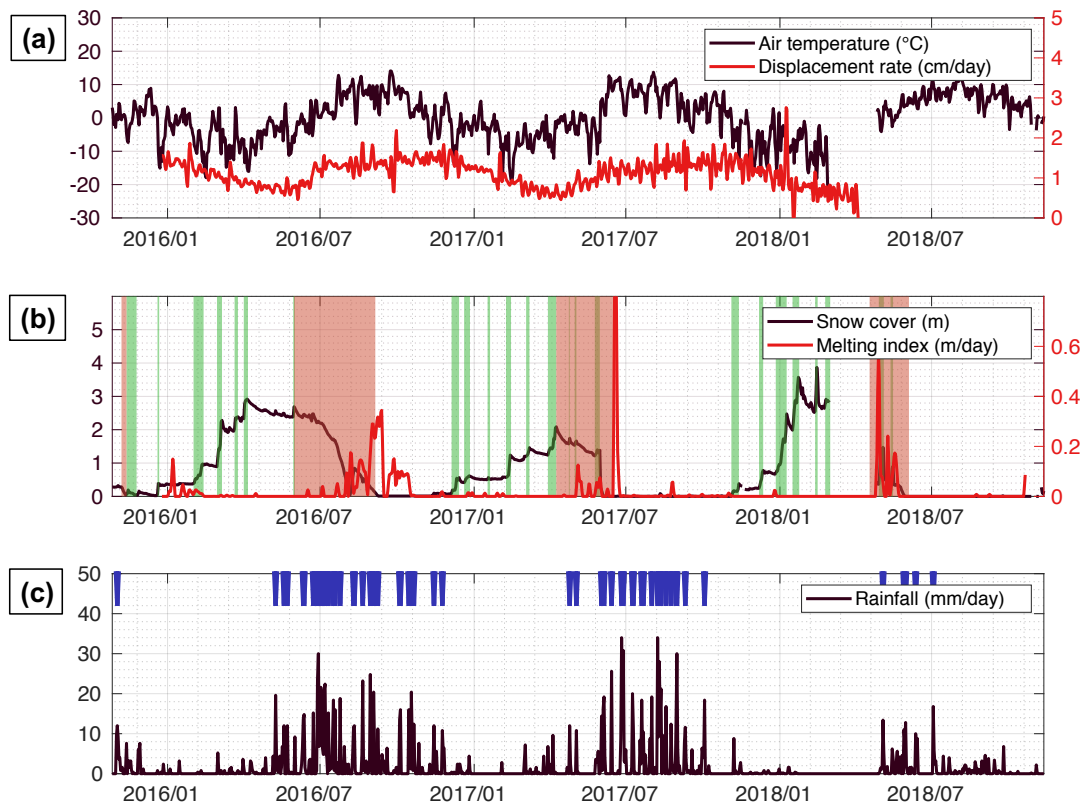 (a)
30
20
10
0
-10
-20
-30
Air temperature (°C)
Displacement rate (cm/day)
5
4
3
2
1
0
2016/01 2016/07 2017/01 2017/07 2018/01 2018/07
(b)
5
4
3
2
1
0
Snow cover (m)
Melting index (m/day)
0.6
0.4
0.2
0
2016/01 2016/07 2017/01 2017/07 2018/01 2018/07
(c)
50
40
30
20
10
0
Rainfall (mm/day)
2016/01 2016/07 2017/01 2017/07 2018/01 2018/07